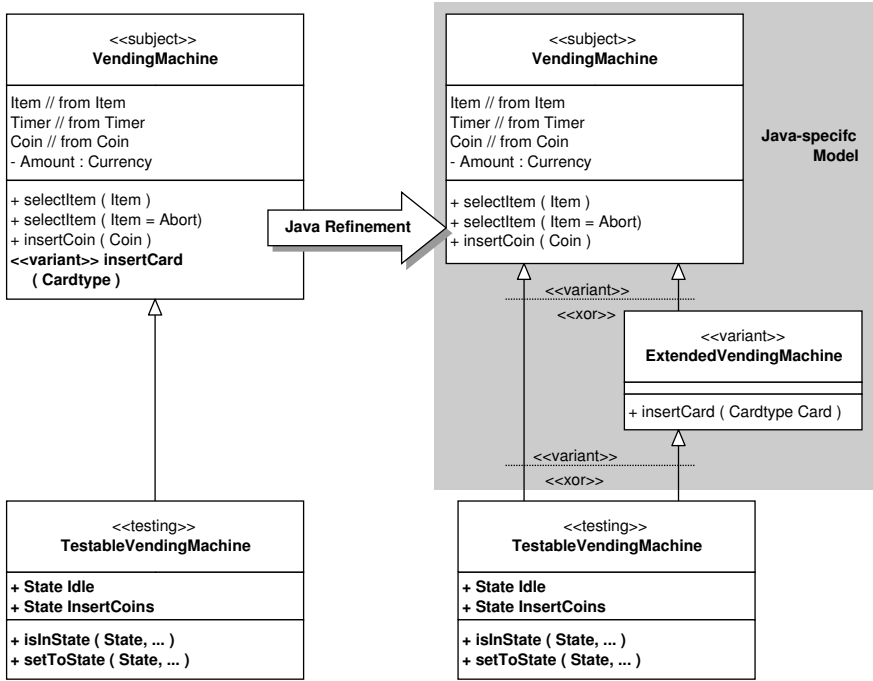 <<subject>>
VendingMachine
Item // from Item
Timer // from Timer
Coin // from Coin
- Amount : Currency
+ selectItem ( Item )
+ selectItem ( Item = Abort)
+ insertCoin ( Coin )
<<variant>> insertCard
( Cardtype )
<<testing>>
TestableVendingMachine
+ State Idle
+ State InsertCoins
+ isInState ( State, ... )
+ setToState ( State, ... )
Java Refinement
<<subject>>
VendingMachine
Item // from Item
Timer // from Timer
Coin // from Coin
- Amount : Currency
+ selectItem ( Item )
+ selectItem ( Item = Abort)
+ insertCoin ( Coin )
Java-specifc
Model
<<variant>>
<<xor>>
<<variant>>
ExtendedVendingMachine
+ insertCard ( Cardtype Card )
<<variant>>
<<xor>>
<<testing>>
TestableVendingMachine
+ State Idle
+ State InsertCoins
+ isInState ( State, ... )
+ setToState ( State, ... )